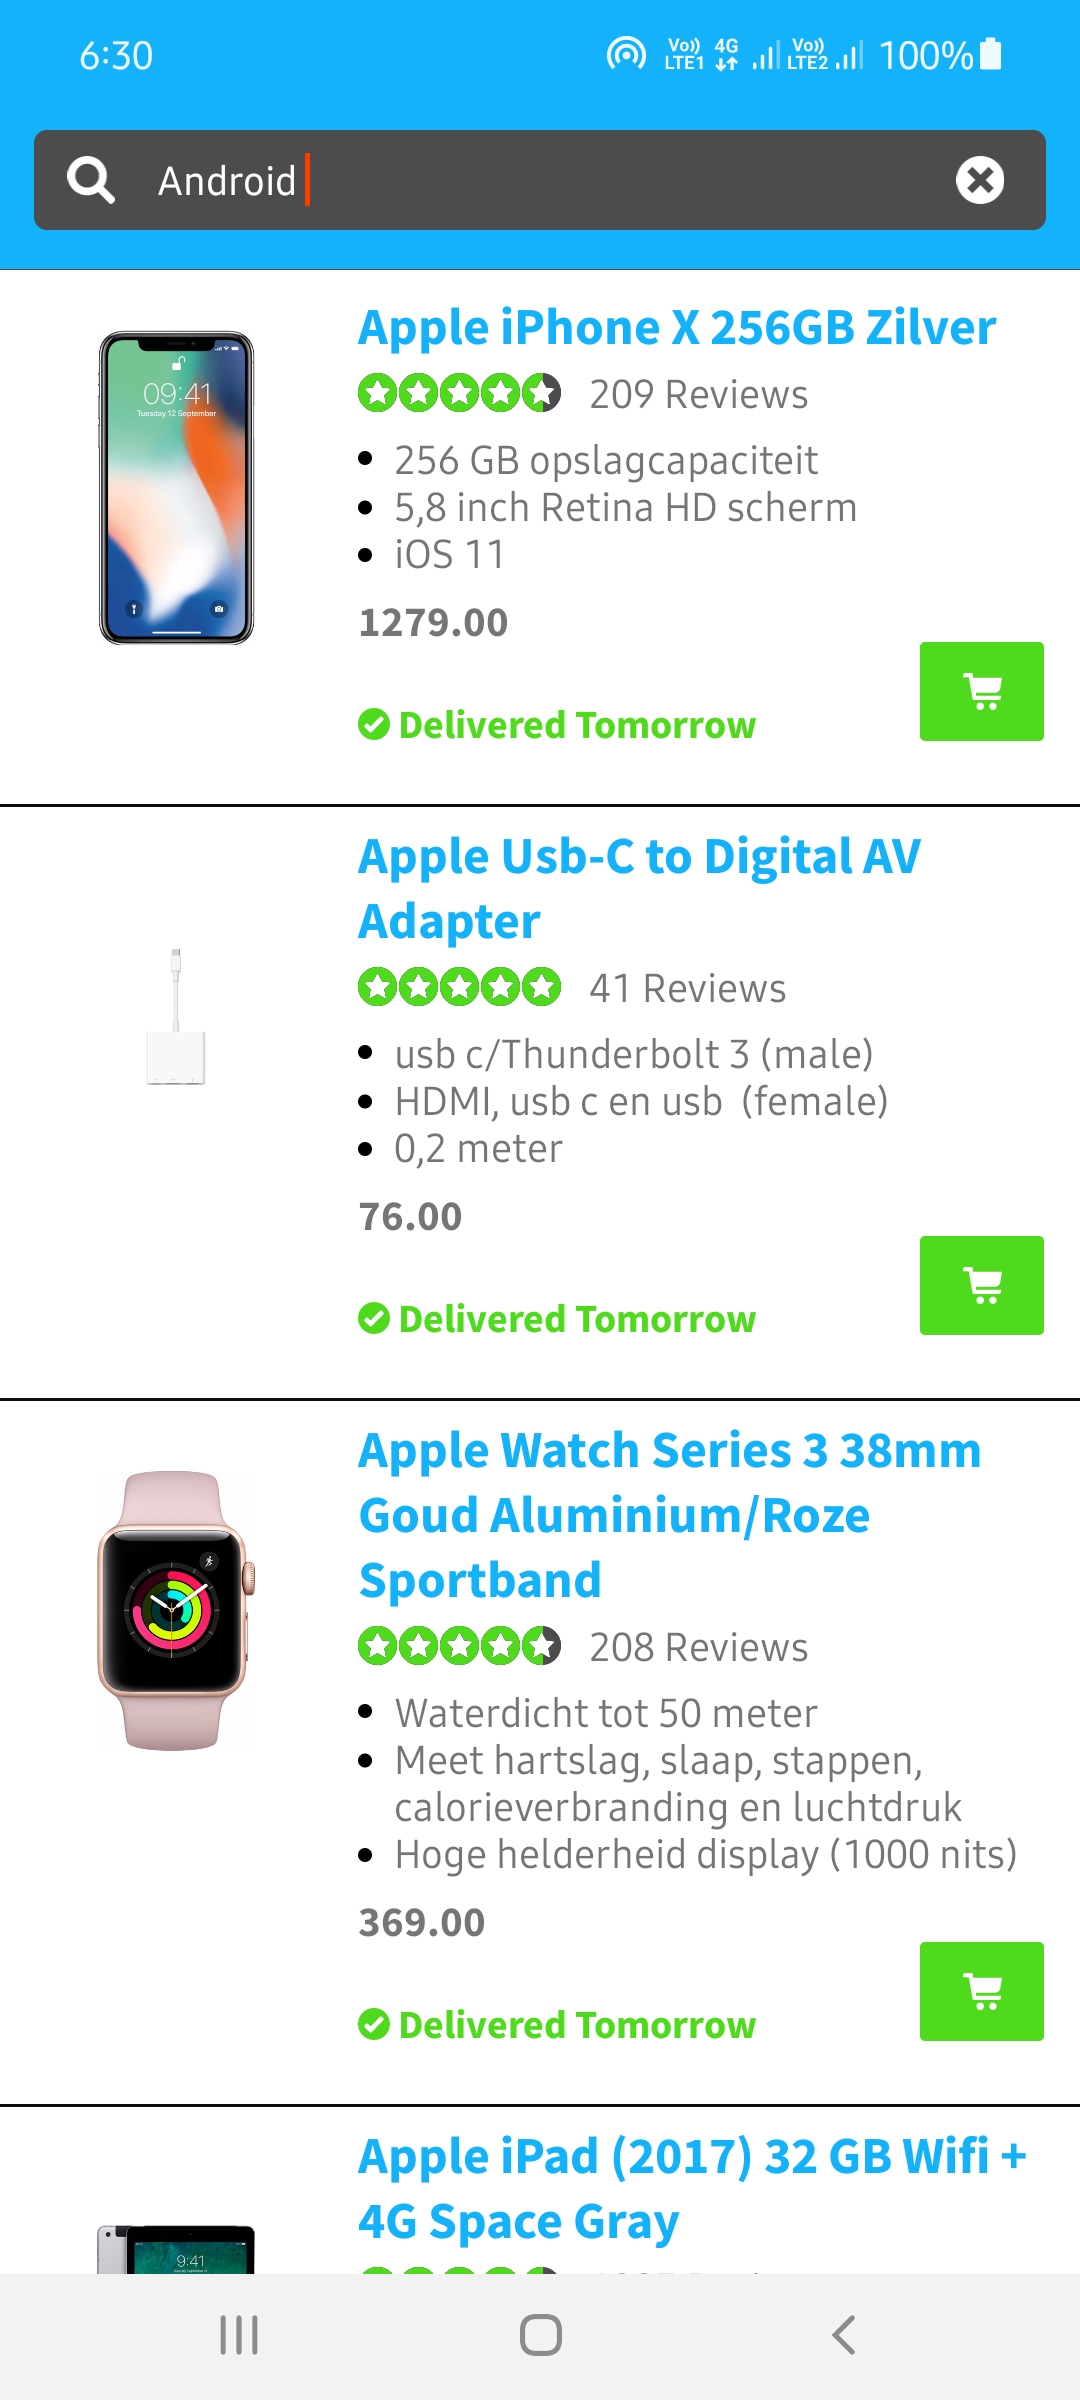 6:30
Vo)) LTE1 4G Vo)) LTE2 100%
Android
Apple iPhone X 256GB Zilver
209 Reviews
256 GB opslagcapaciteit
5,8 inch Retina HD scherm
iOS 11
1279.00
Delivered Tomorrow
09:41
Tuesday 12 September
Apple Usb-C to Digital AV
Adapter
41 Reviews
usb c/Thunderbolt 3 (male)
HDMI, usb c en usb (female)
0,2 meter
76.00
Delivered Tomorrow
Apple Watch Series 3 38mm
Goud Aluminium/Roze
Sportband
208 Reviews
Waterdicht tot 50 meter
Meet hartslag, slaap, stappen,
calorieverbranding en luchtdruk
Hoge helderheid display (1000 nits)
369.00
Delivered Tomorrow
Apple iPad (2017) 32 GB Wifi +
4G Space Gray
9:41